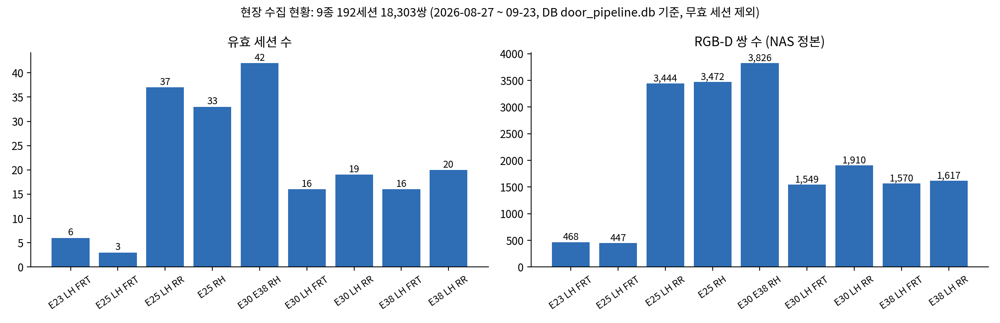 현장 수집 현황: 9종 192세션 18,303쌍 (2026-08-27 ~ 09-23, DB door_pipeline.db 기준, 무효 세션 제외)
유효 세션 수
40
35
30
25
20
15
10
5
0
6
3
37
33
42
16
19
16
20
E23 LH FRT
E25 LH FRT
E25 LH RR
E25 RH
E30 E38 RH
E30 LH FRT
E30 LH RR
E38 LH FRT
E38 LH RR
RGB-D 쌍 수 (NAS 정본)
4000
3500
3000
2500
2000
1500
1000
500
0
468
447
3,444
3,472
3,826
1,549
1,910
1,570
1,617
E23 LH FRT
E25 LH FRT
E25 LH RR
E25 RH
E30 E38 RH
E30 LH FRT
E30 LH RR
E38 LH FRT
E38 LH RR